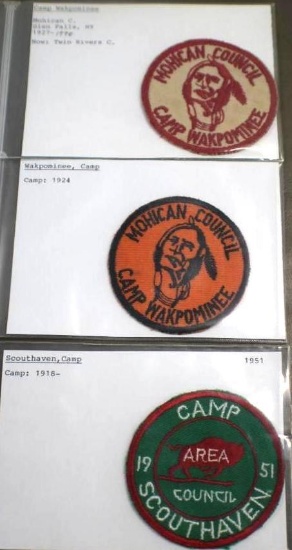 Camp Wakpominee
Mohican C.
Glen Falls, NY
1927-
Now: Twin Rivers C.
MOHICAN COUNCIL
CAMP WAKPOMINEE
Wakpominee, Camp
Camp: 1924
MOHICAN COUNCIL
CAMP WAKPOMINEE
Scouthaven,Camp
1951
Camp: 1918-
CAMP
19 AREA 51
COUNCIL
SCOUTHAVEN